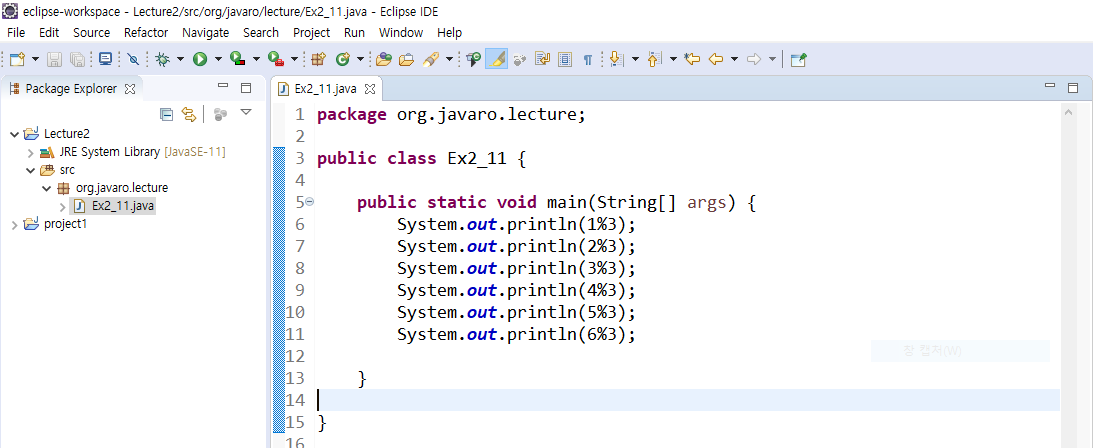 eclipse-workspace - Lecture2/src/org/javaro/lecture/Ex2_11.java - Eclipse IDE
File Edit Source Refactor Navigate Search Project Run Window Help
Package Explorer
Lecture2
JRE System Library [JavaSE-11]
src
org.javaro.lecture
Ex2_11.java
project1
Ex2_11.java
1 package org.javaro.lecture;
2
3 public class Ex2_11 {
4
5 public static void main(String[] args) {
6 System.out.println(1%3);
7 System.out.println(2%3);
8 System.out.println(3%3);
9 System.out.println(4%3);
10 System.out.println(5%3);
11 System.out.println(6%3);
12
13 }
14
15 }
16
창 캡처(W)